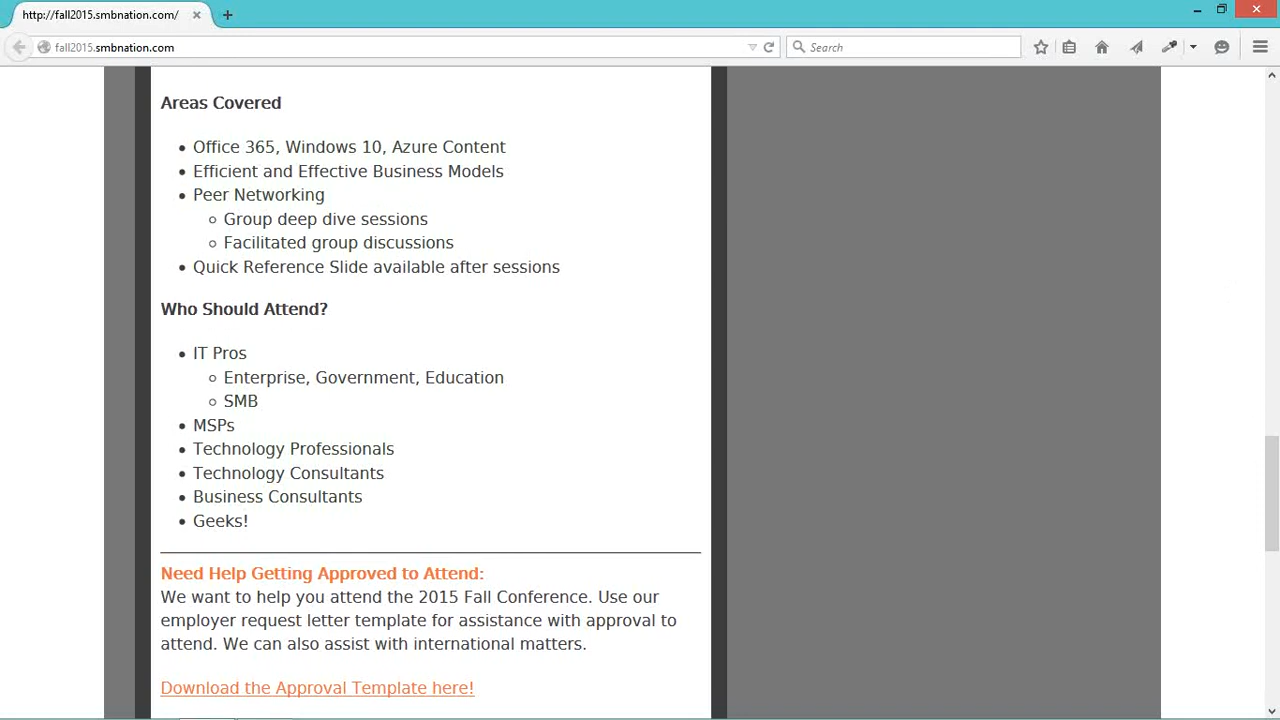 http://fall2015.smbnation.com/
fall2015.smbnation.com
Search
Areas Covered
Office 365, Windows 10, Azure Content
Efficient and Effective Business Models
Peer Networking
Group deep dive sessions
Facilitated group discussions
Quick Reference Slide available after sessions
Who Should Attend?
IT Pros
Enterprise, Government, Education
SMB
MSPs
Technology Professionals
Technology Consultants
Business Consultants
Geeks!
Need Help Getting Approved to Attend:
We want to help you attend the 2015 Fall Conference. Use our
employer request letter template for assistance with approval to
attend. We can also assist with international matters.
Download the Approval Template here!